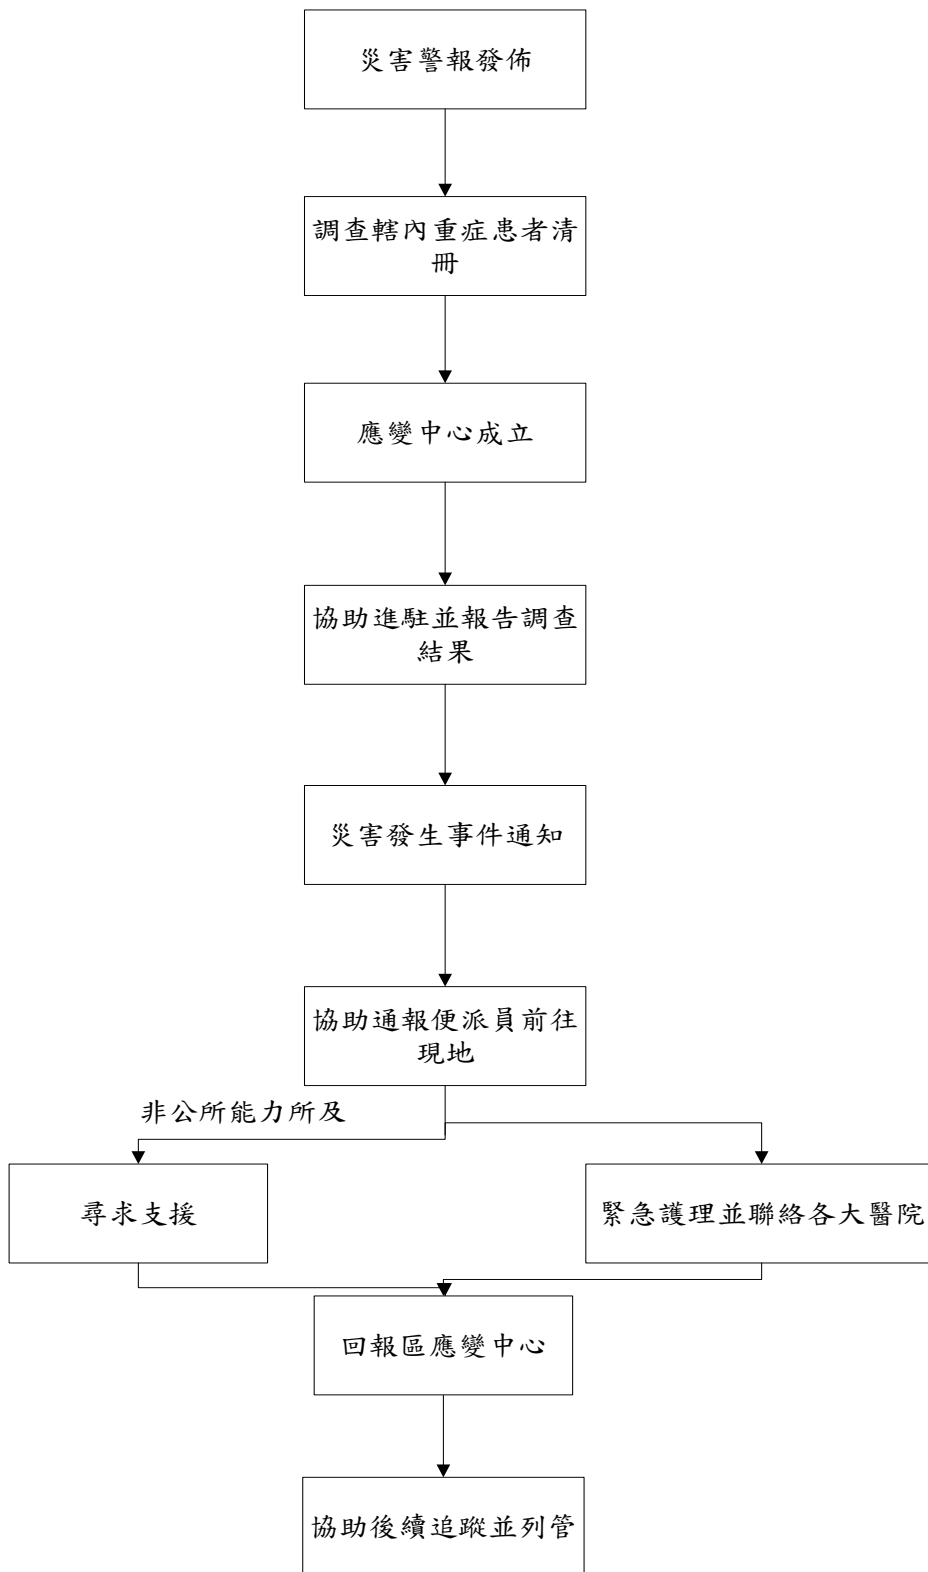 災害警報發佈
調查轄內重症患者清
冊
應變中心成立
協助進駐並報告調查
結果
災害發生事件通知
協助通報便派員前往
現地
非公所能力所及
尋求支援
緊急護理並聯絡各大醫院
回報區應變中心
協助後續追蹤並列管